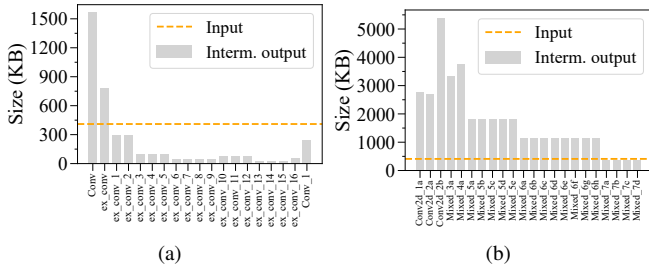 Size (KB)
1500
1200
900
600
300
0
Input
Interm. output
Conv
ex_conv
ex_conv_1
ex_conv_2
ex_conv_3
ex_conv_4
ex_conv_5
ex_conv_6
ex_conv_7
ex_conv_8
ex_conv_9
ex_conv_10
ex_conv_11
ex_conv_12
ex_conv_13
ex_conv_14
ex_conv_15
ex_conv_16
Conv_1
(a)
Size (KB)
5000
4000
3000
2000
1000
0
Input
Interm. output
Conv2d_1a
Conv2d_2a
Conv2d_2b
Mixed_3a
Mixed_4a
Mixed_5a
Mixed_5b
Mixed_5c
Mixed_5d
Mixed_5e
Mixed_6a
Mixed_6b
Mixed_6c
Mixed_6d
Mixed_6e
Mixed_6f
Mixed_6g
Mixed_6h
Mixed_7a
Mixed_7b
Mixed_7c
Mixed_7d
(b)